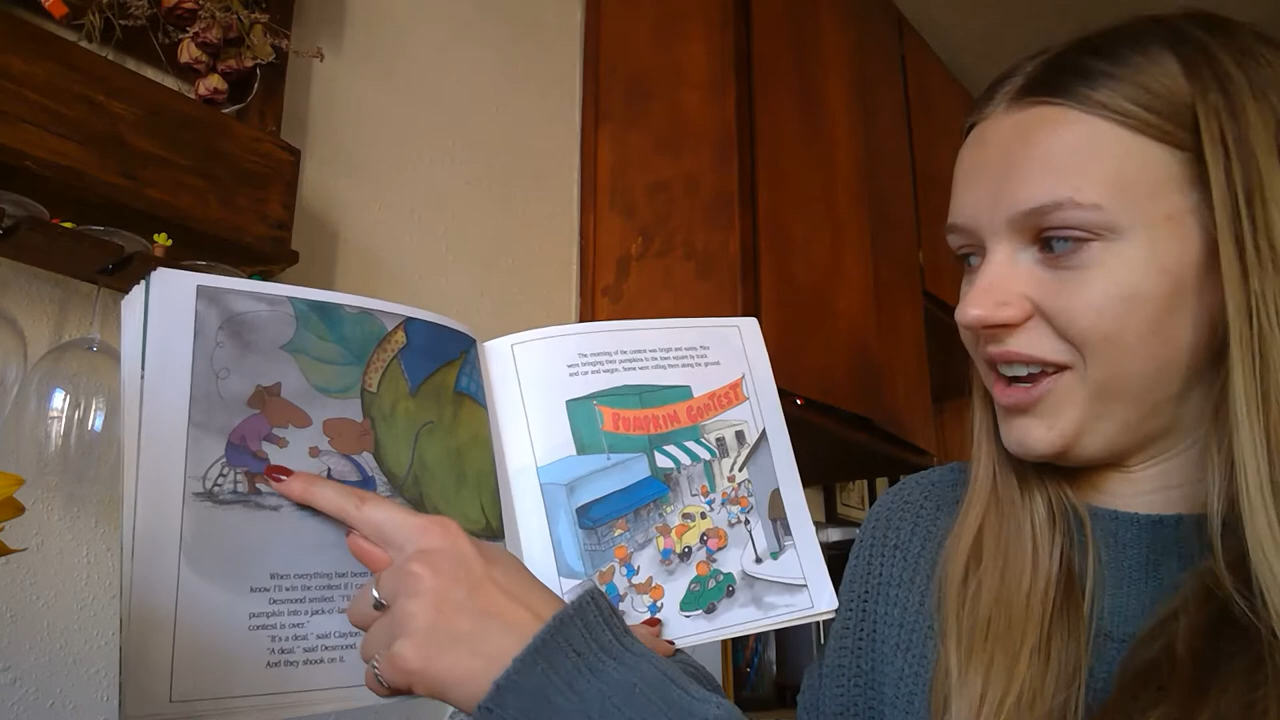 When everything had been
know I'll win the contest if I
Desmond smiled. "I'll
pumpkin into a jack-o'-
contest is over."
"It's a deal," said Clayton.
"A deal," said Desmond.
And they shook on it.
The morning of the contest was bright and sunny. Mice
were bringing their pumpkins to the town square by truck
and car and wagon. Some were rolling them along the ground.
PUMPKIN CONTEST